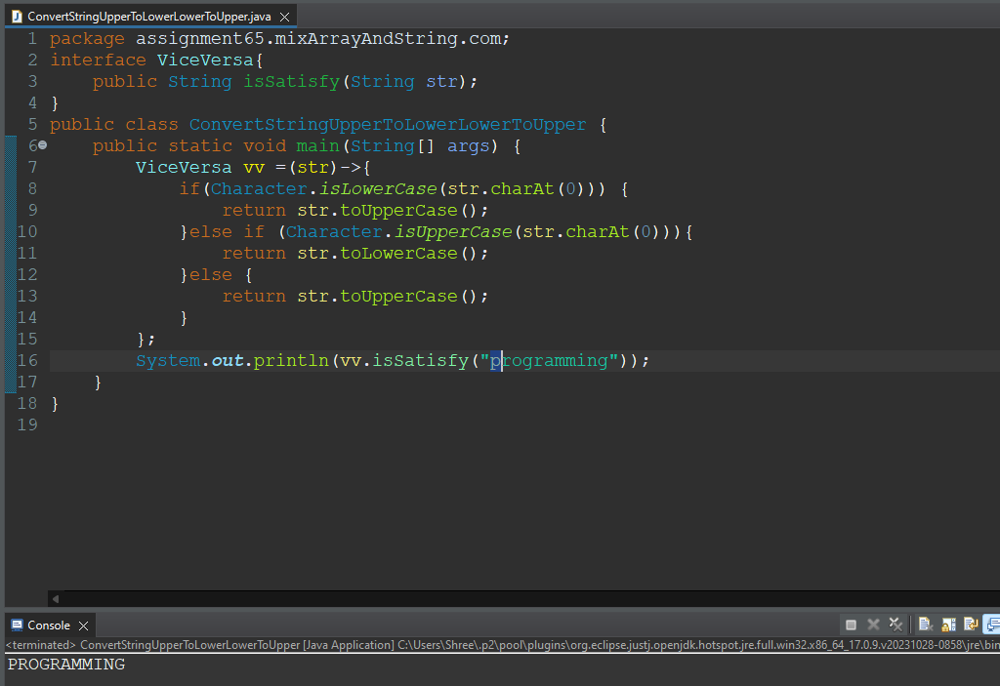 ConvertStringUpperToLowerLowerToUpper.java
1 package assignment65.mixArrayAndString.com;
2 interface ViceVersa{
3     public String isSatisfy(String str);
4 }
5 public class ConvertStringUpperToLowerLowerToUpper {
6     public static void main(String[] args) {
7         ViceVersa vv =(str)->{
8             if(Character.isLowerCase(str.charAt(0))) {
9                 return str.toUpperCase();
10             }else if (Character.isUpperCase(str.charAt(0))){
11                 return str.toLowerCase();
12             }else {
13                 return str.toUpperCase();
14             }
15         };
16         System.out.println(vv.isSatisfy("programming"));
17     }
18 }
19
Console
<terminated> ConvertStringUpperToLowerLowerToUpper [Java Application] C:\Users\Shree\.p2\pool\plugins\org.eclipse.justj.openjdk.hotspot.jre.full.win32.x86_64_17.0.9.v20231028-0858\jre\bin
PROGRAMMING